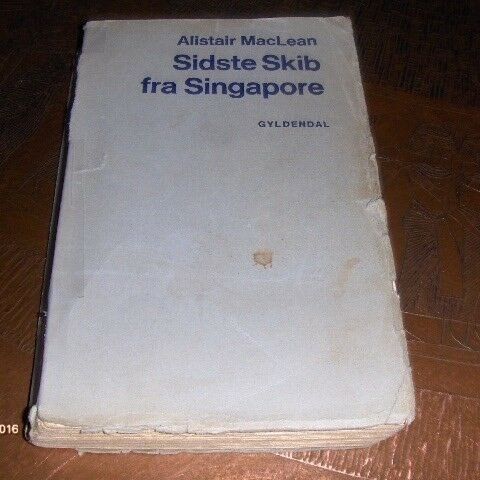 Alistair MacLean
Sidste Skib
fra Singapore
GYLDENDAL
016